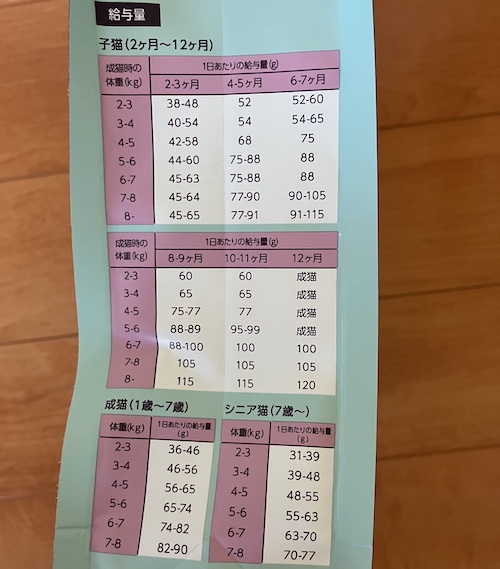 給与量
子猫(2ヶ月〜12ヶ月)
成猫時の体重(kg) 1日あたりの給与量(g)
2-3ヶ月 4-5ヶ月 6-7ヶ月
2-3 38-48 52 52-60
3-4 40-54 54 54-65
4-5 42-58 68 75
5-6 44-60 75-88 88
6-7 45-63 75-88 88
7-8 45-64 77-90 90-105
8- 45-65 77-91 91-115
成猫時の体重(kg) 1日あたりの給与量(g)
8-9ヶ月 10-11ヶ月 12ヶ月
2-3 60 60 成猫
3-4 65 65 成猫
4-5 75-77 77 成猫
5-6 88-89 95-99 成猫
6-7 88-100 100 100
7-8 105 105 105
8- 115 115 120
成猫(1歳〜7歳)
体重(kg) 1日あたりの給与量(g)
2-3 36-46
3-4 46-56
4-5 56-65
5-6 65-74
6-7 74-82
7-8 82-90
シニア猫(7歳〜)
体重(kg) 1日あたりの給与量(g)
2-3 31-39
3-4 39-48
4-5 48-55
5-6 55-63
6-7 63-70
7-8 70-77